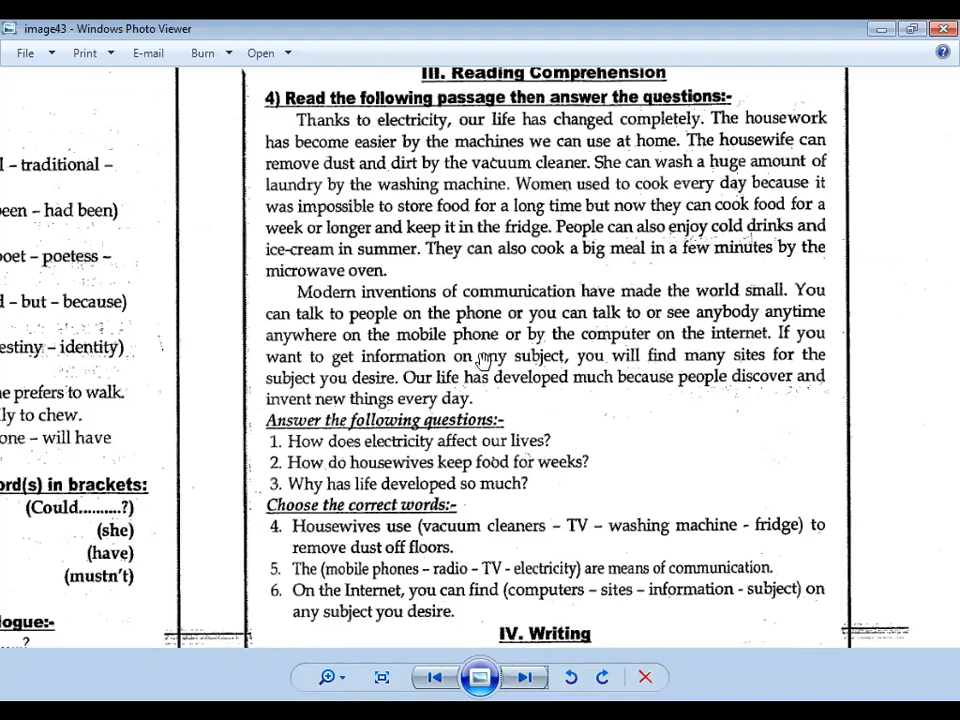 image43 - Windows Photo Viewer
File Print E-mail Burn Open
III. Reading Comprehension
4) Read the following passage then answer the questions:-
Thanks to electricity, our life has changed completely. The housework
has become easier by the machines we can use at home. The housewife can
remove dust and dirt by the vacuum cleaner. She can wash a huge amount of
laundry by the washing machine. Women used to cook every day because it
was impossible to store food for a long time but now they can cook food for a
week or longer and keep it in the fridge. People can also enjoy cold drinks and
ice-cream in summer. They can also cook a big meal in a few minutes by the
microwave oven.
Modern inventions of communication have made the world small. You
can talk to people on the phone or you can talk to or see anybody anytime
anywhere on the mobile phone or by the computer on the internet. If you
want to get information on any subject, you will find many sites for the
subject you desire. Our life has developed much because people discover and
invent new things every day.
Answer the following questions:-
1. How does electricity affect our lives?
2. How do housewives keep food for weeks?
3. Why has life developed so much?
Choose the correct words:-
4. Housewives use (vacuum cleaners – TV – washing machine - fridge) to
remove dust off floors.
5. The (mobile phones – radio – TV - electricity) are means of communication.
6. On the Internet, you can find (computers – sites – information - subject) on
any subject you desire.
IV. Writing
– traditional –
been – had been)
poet – poetess –
– but – because)
– identity)
prefers to walk.
to chew.
– will have
in brackets:
(Could..........?)
(she)
(have)
(mustn't)